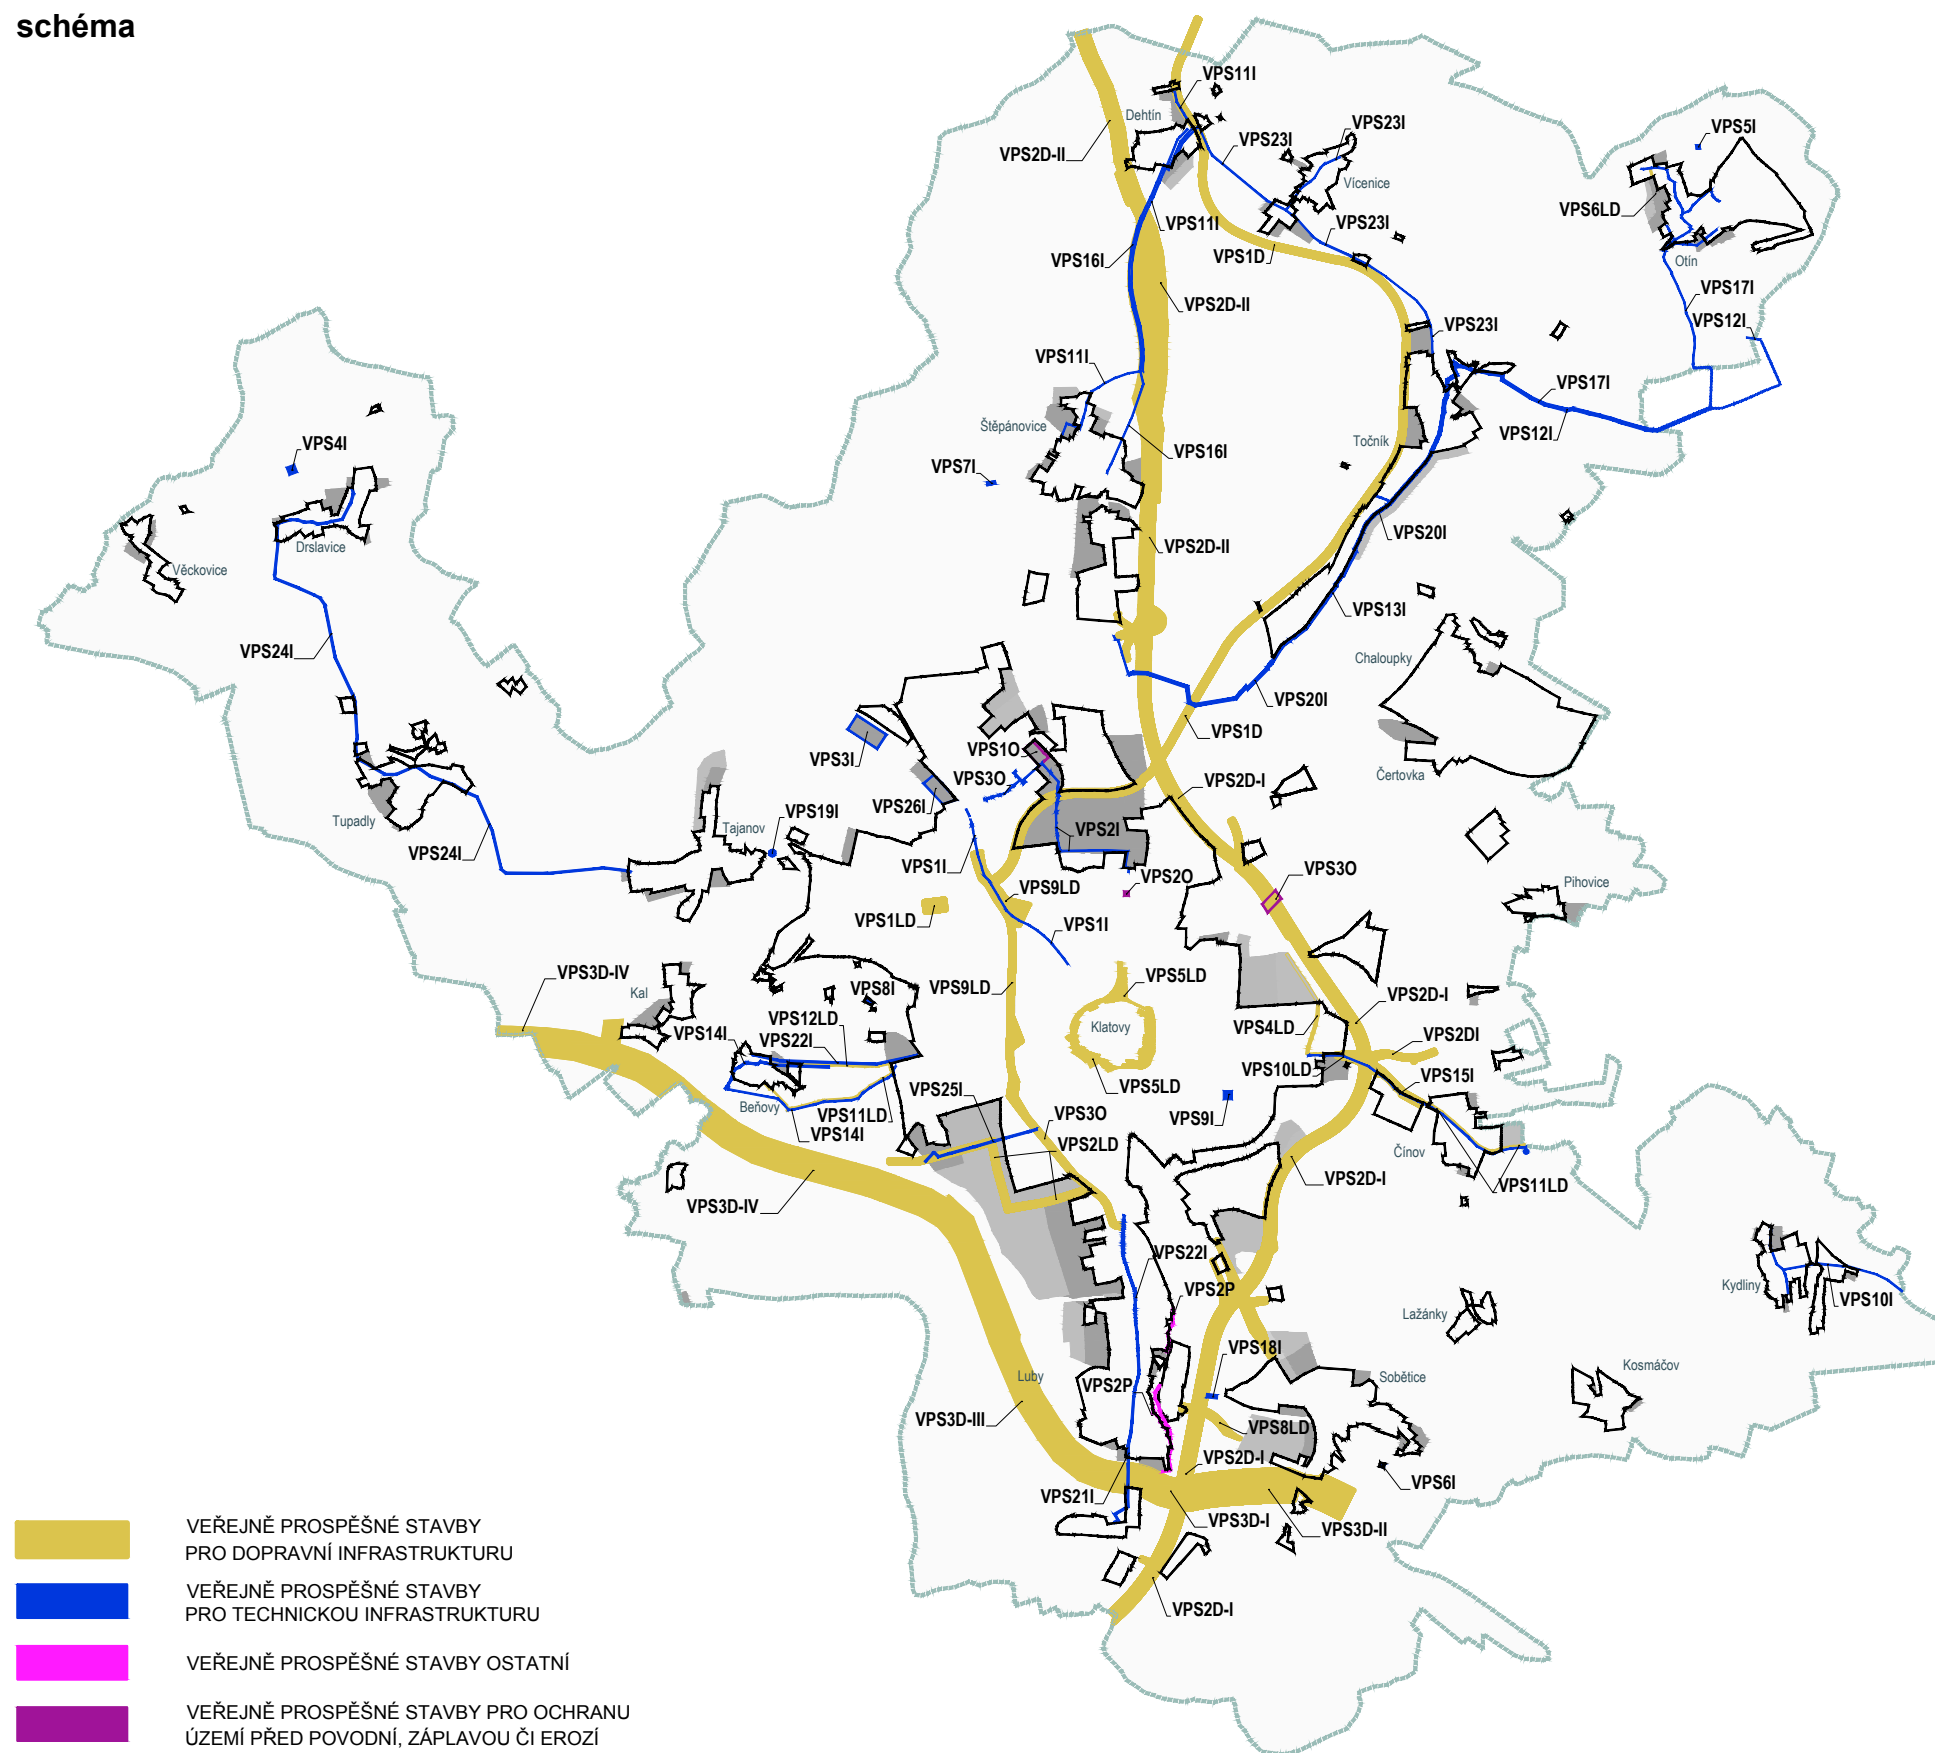 schéma
VPS11I
Dehtín
VPS23I
VPS5I
VPS2D-II
VPS23I
Vícenice
VPS6LD
VPS11I
VPS23I
VPS16I
VPS1D
Otín
VPS2D-II
VPS17I
VPS12I
VPS23I
VPS11I
VPS17I
Štěpánovice
Točník
VPS12I
VPS4I
VPS16I
VPS7I
VPS20I
VPS2D-II
Drslavice
Věckovice
VPS13I
VPS24I
Chaloupky
VPS20I
VPS1D
VPS1O
VPS3I
VPS3O
VPS2D-I
Čertovka
VPS26I
VPS19I
Tupadly
Tajanov
VPS2I
VPS24I
VPS1I
VPS2O
VPS3O
VPS9LD
Pihovice
VPS1LD
VPS1I
VPS3D-IV
Kal
VPS8I
VPS9LD
VPS5LD
VPS2D-I
VPS12LD
VPS14I
VPS22I
Klatovy
VPS4LD
VPS2DI
VPS10LD
VPS15I
VPS25I
VPS5LD
VPS9I
Beňovy
VPS11LD
VPS3O
VPS14I
VPS2LD
Čínov
VPS2D-I
VPS11LD
VPS3D-IV
VPS22I
VPS2P
Kydliny
VPS10I
Lažánky
VPS18I
Kosmáčov
Luby
VPS2P
Sobětice
VPS3D-III
VPS8LD
VPS2D-I
VPS6I
VPS21I
VPS3D-I
VPS3D-II
VPS2D-I
VEŘEJNĚ PROSPĚŠNÉ STAVBY
PRO DOPRAVNÍ INFRASTRUKTURU
VEŘEJNĚ PROSPĚŠNÉ STAVBY
PRO TECHNICKOU INFRASTRUKTURU
VEŘEJNĚ PROSPĚŠNÉ STAVBY OSTATNÍ
VEŘEJNĚ PROSPĚŠNÉ STAVBY PRO OCHRANU
ÚZEMÍ PŘED POVODNÍ, ZÁPLAVOU ČI EROZÍ